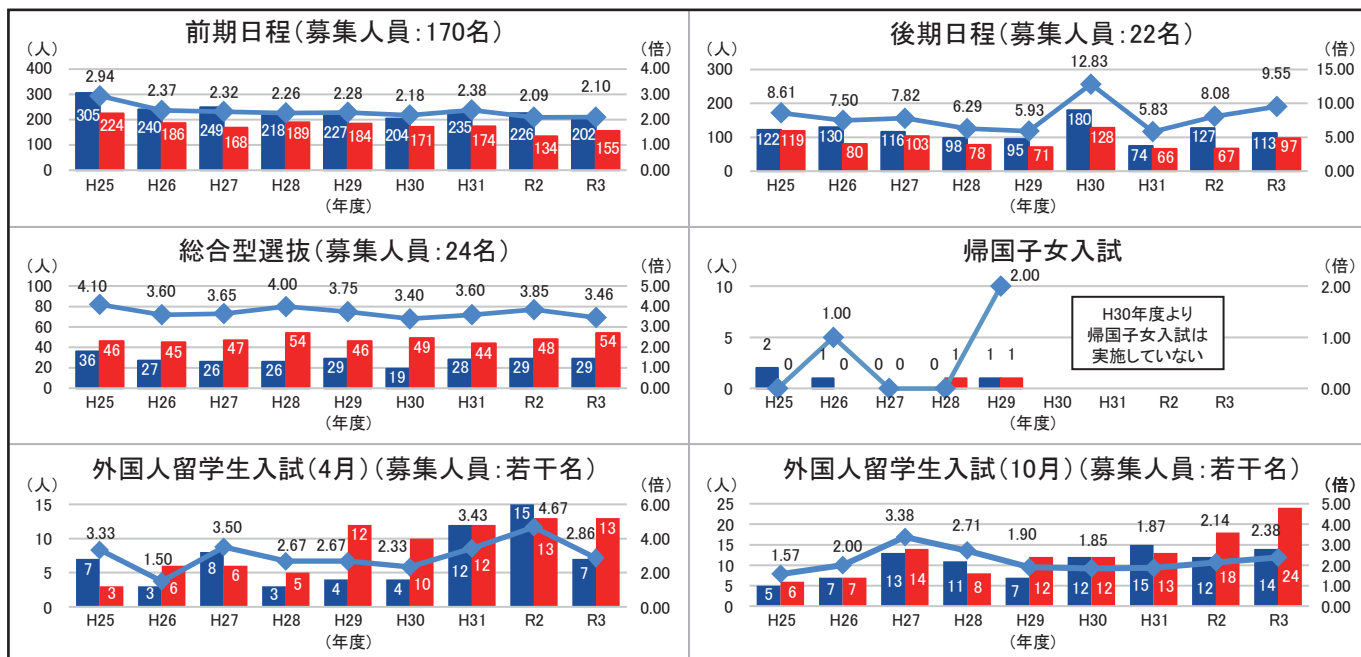 前期日程(募集人員:170名)
(人) (倍)
400 300 200 100 0
4.00 3.00 2.00 1.00 0.00
2.94 2.37 2.32 2.26 2.28 2.18 2.38 2.09 2.10
305 224 240 186 249 168 218 189 227 184 204 171 235 174 226 134 202 155
H25 H26 H27 H28 H29 H30 H31 R2 R3
(年度)
後期日程(募集人員:22名)
(人) (倍)
300 200 100 0
15.00 10.00 5.00 0.00
8.61 7.50 7.82 6.29 5.93 12.83 5.83 8.08 9.55
122 119 130 80 116 103 98 78 95 71 180 128 74 66 127 67 113 97
H25 H26 H27 H28 H29 H30 H31 R2 R3
(年度)
総合型選抜(募集人員:24名)
(人) (倍)
100 80 60 40 20 0
5.00 4.00 3.00 2.00 1.00 0.00
4.10 3.60 3.65 4.00 3.75 3.40 3.60 3.85 3.46
36 46 27 45 26 47 26 54 29 46 19 49 28 44 29 48 29 54
H25 H26 H27 H28 H29 H30 H31 R2 R3
(年度)
帰国子女入試
(人) (倍)
10 5 0
2.00 1.00 0.00
1.00 2.00
2 0 1 0 0 0 0 1 1 1
H30年度より
帰国子女入試は
実施していない
H25 H26 H27 H28 H29 H30 H31 R2 R3
(年度)
外国人留学生入試(4月)(募集人員:若干名)
(人) (倍)
15 10 5 0
6.00 4.00 2.00 0.00
3.33 1.50 3.50 2.67 2.67 2.33 3.43 4.67 2.86
7 3 3 6 8 6 3 5 4 12 4 10 12 12 15 13 7 13
H25 H26 H27 H28 H29 H30 H31 R2 R3
(年度)
外国人留学生入試(10月)(募集人員:若干名)
(人) (倍)
25 20 15 10 5 0
5.00 4.00 3.00 2.00 1.00 0.00
1.57 2.00 3.38 2.71 1.90 1.85 1.87 2.14 2.38
5 6 7 7 13 14 11 8 7 12 12 12 15 13 12 18 14 24
H25 H26 H27 H28 H29 H30 H31 R2 R3
(年度)